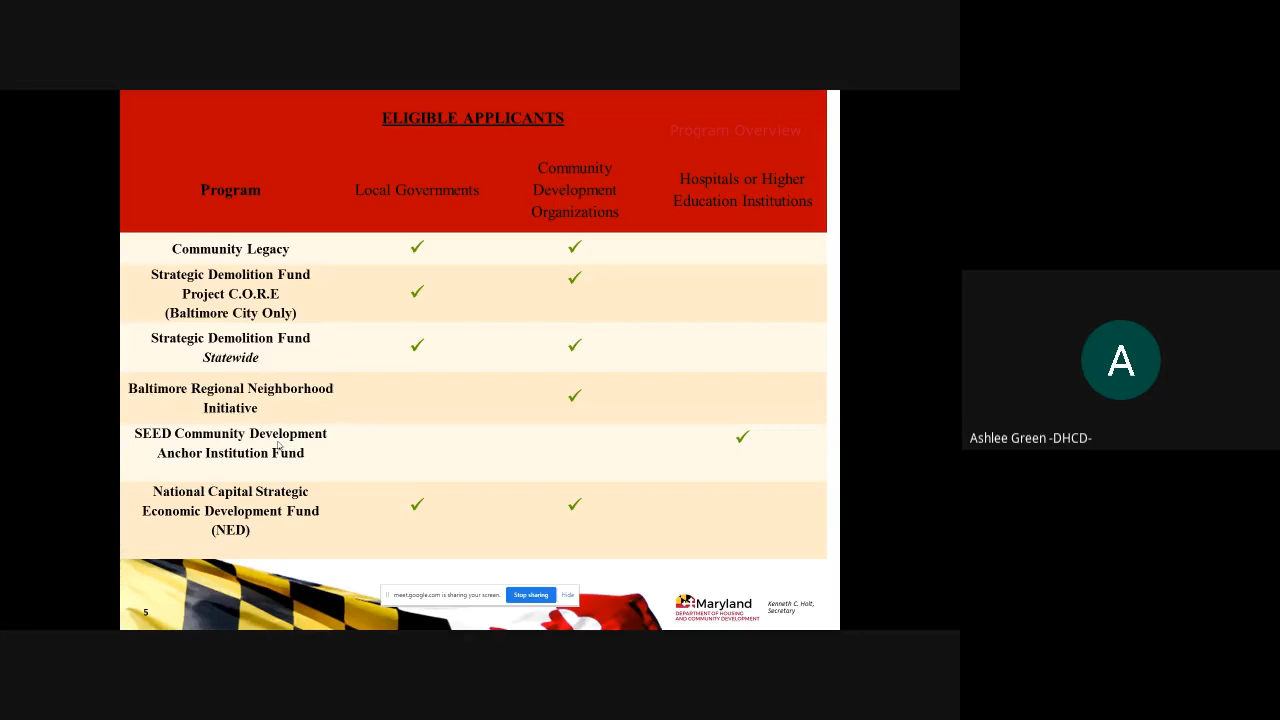 ELIGIBLE APPLICANTS
Program Overview
Program
Local Governments
Community
Development
Organizations
Hospitals or Higher
Education Institutions
Community Legacy
✓ ✓
Strategic Demolition Fund
Project C.O.R.E
(Baltimore City Only)
✓ ✓
Strategic Demolition Fund
Statewide
✓ ✓
Baltimore Regional Neighborhood
Initiative
✓
SEED Community Development
Anchor Institution Fund
✓
National Capital Strategic
Economic Development Fund
(NED)
✓ ✓
meet.google.com is sharing your screen.
Stop sharing
Hide
5
Maryland
DEPARTMENT OF HOUSING
AND COMMUNITY DEVELOPMENT
Kenneth C. Holt,
Secretary
A
Ashlee Green -DHCD-